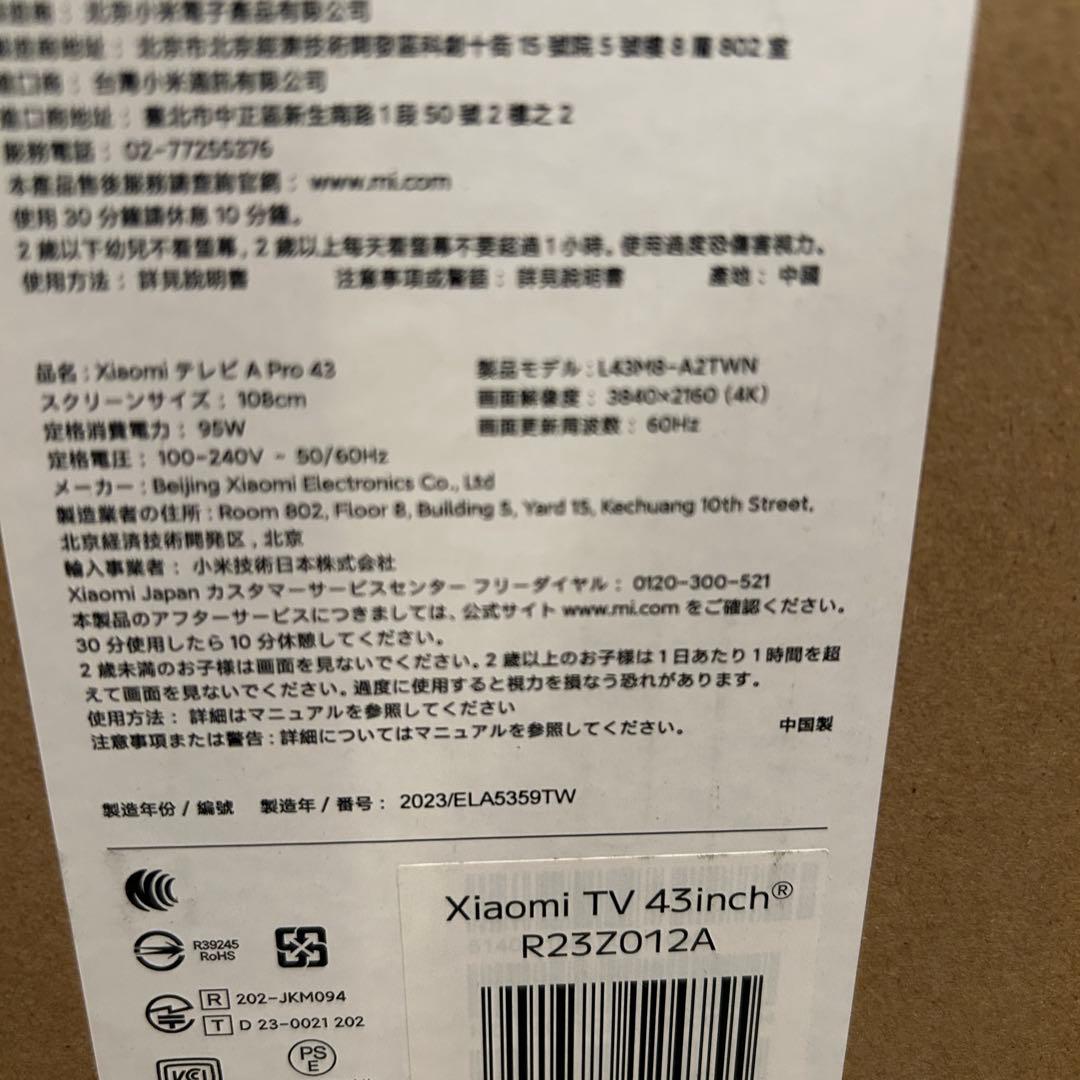 北京小米電子產品有限公司
地址：北京市北京經濟技術開發區科創十街 15 號院 5 號樓 8 層 802 室
進口商：台灣小米通訊有限公司
進口商地址：臺北市中正區新生南路 1 段 50 號 2 樓之 2
服務電話：02-77255376
本產品售後服務請查詢官網：www.mi.com
使用 30 分鐘請休息 10 分鐘。
2 歲以下幼兒不看螢幕，2 歲以上每天看螢幕不要超過 1 小時。使用過度恐傷害視力。
使用方法：詳見說明書 注意事項或警語：詳見說明書 產地：中國
品名：Xiaomi テレビ A Pro 43 製品モデル：L43M8-A2TWN
スクリーンサイズ：108cm 画面解像度：3840×2160 (4K)
定格消費電力：95W 画面更新周波数：60Hz
定格電圧：100-240V ~ 50/60Hz
メーカー：Beijing Xiaomi Electronics Co., Ltd
製造業者の住所：Room 802, Floor 8, Building 5, Yard 15, Kechuang 10th Street,
北京経済技術開発区，北京
輸入事業者：小米技術日本株式会社
Xiaomi Japan カスタマーサービスセンター フリーダイヤル：0120-300-521
本製品のアフターサービスにつきましては、公式サイト www.mi.com をご確認ください。
30 分使用したら 10 分休憩してください。
2 歳未満のお子様は画面を見ないでください。2 歳以上のお子様は 1 日あたり 1 時間を超
えて画面を見ないでください。過度に使用すると視力を損なう恐れがあります。
使用方法：詳細はマニュアルを参照してください
注意事項または警告：詳細についてはマニュアルを参照してください。 中国製
製造年份 / 編號 製造年 / 番号：2023/ELA5359TW
Xiaomi TV 43inch®
R23Z012A
R39245
RoHS
R 202-JKM094
T D 23-0021 202
PS
E
VCCI